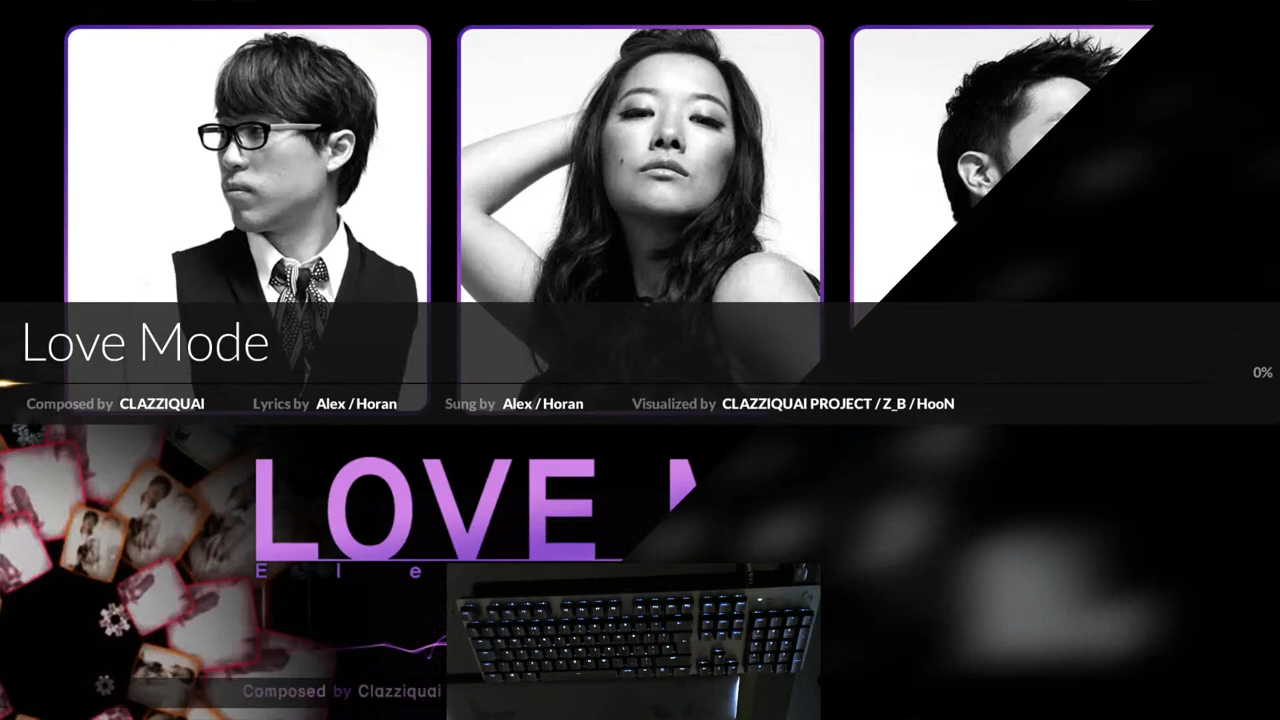 Love Mode
0%
Composed by CLAZZIQUAI Lyrics by Alex / Horan Sung by Alex / Horan Visualized by CLAZZIQUAI PROJECT / Z_B / HooN
LOVE
E l e
Composed by Clazziquai